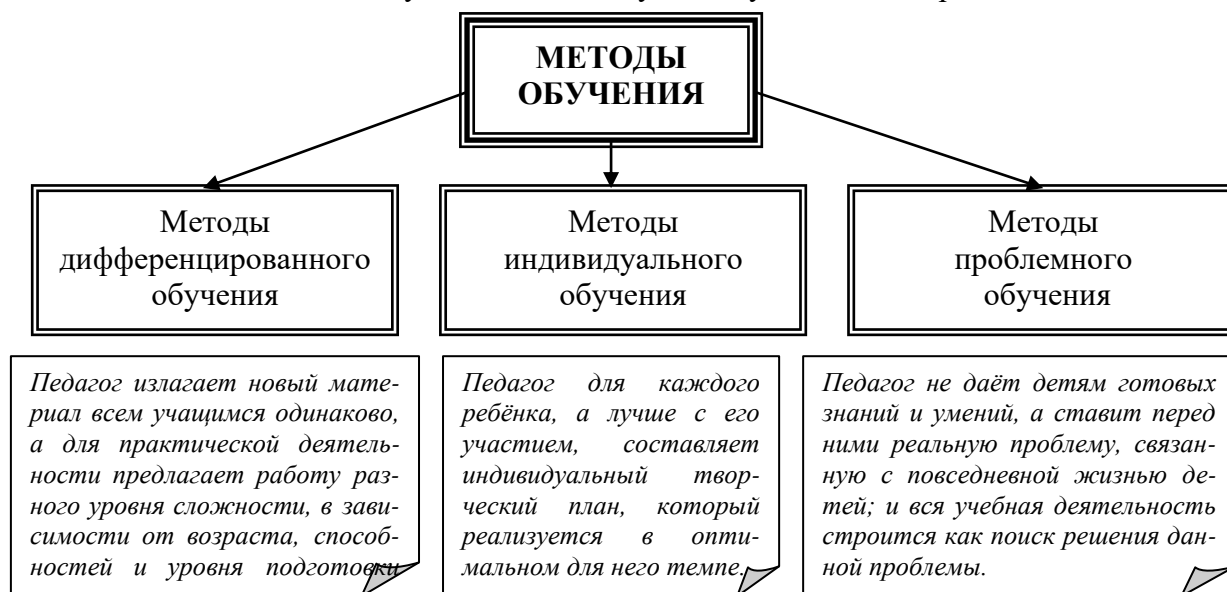 МЕТОДЫ
ОБУЧЕНИЯ
Методы
дифференцированного
обучения
Методы
индивидуального
обучения
Методы
проблемного
обучения
Педагог излагает новый мате-
риал всем учащимся одинаково,
а для практической деятель-
ности предлагает работу раз-
ного уровня сложности, в зави-
симости от возраста, способ-
ностей и уровня подготовки
Педагог для каждого
ребёнка, а лучше с его
участием, составляет
индивидуальный твор-
ческий план, который
реализуется в опти-
мальном для него темпе.
Педагог не даёт детям готовых
знаний и умений, а ставит перед
ними реальную проблему, связан-
ную с повседневной жизнью де-
тей; и вся учебная деятельность
строится как поиск решения дан-
ной проблемы.